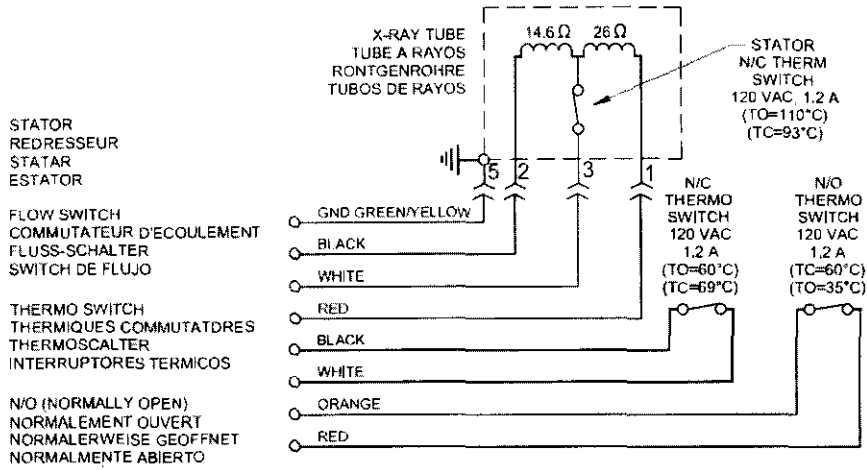 X-RAY TUBE
TUBE A RAYOS
RONTGENROHRE
TUBOS DE RAYOS
14.6 Ω
26 Ω
STATOR
N/C THERM
SWITCH
120 VAC, 1.2 A
(TO=110°C)
(TC=93°C)
STATOR
REDRESSEUR
STATAR
ESTATOR
5
2
3
1
N/C
THERMO
SWITCH
120 VAC
1.2 A
(TO=60°C)
(TC=69°C)
N/O
THERMO
SWITCH
120 VAC
1.2 A
(TC=60°C)
(TO=35°C)
FLOW SWITCH
COMMUTATEUR D'ECOULEMENT
FLUSS-SCHALTER
SWITCH DE FLUJO
GND GREEN/YELLOW
BLACK
WHITE
RED
THERMO SWITCH
THERMIQUES COMMUTATDRES
THERMOSCALTER
INTERRUPTORES TERMICOS
BLACK
WHITE
ORANGE
RED
N/O (NORMALLY OPEN)
NORMALEMENT OUVERT
NORMALERWEISE GEOFFNET
NORMALMENTE ABIERTO